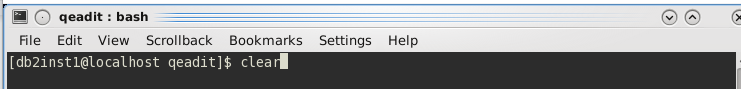 qeadit : bash
File Edit View Scrollback Bookmarks Settings Help
[db2inst1@localhost qeadit]$ clear